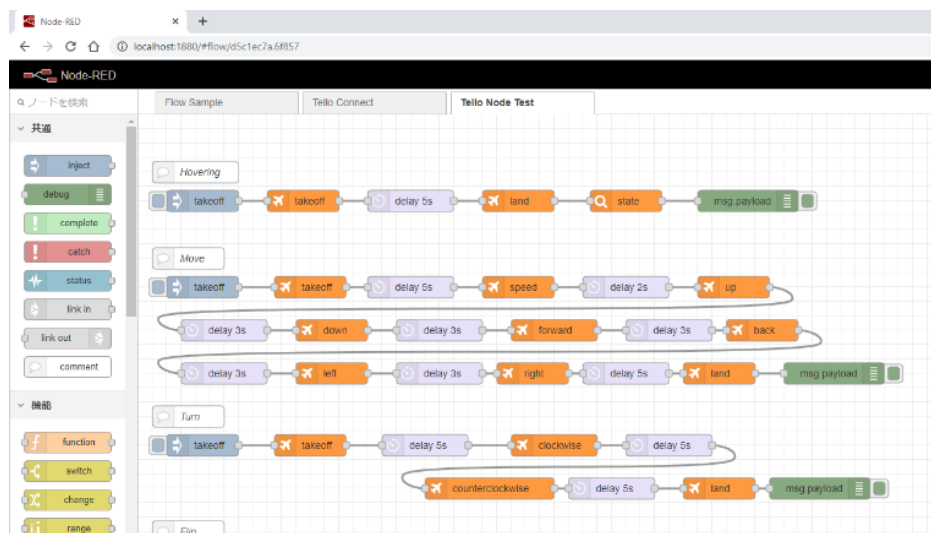 Node-RED
localhost:1880/#flow/d5c1ec7a.6f857
Node-RED
ノードを検索
Flow Sample
Tello Connect
Tello Node Test
共通
inject
debug
complete
catch
status
link in
link out
comment
機能
function
switch
change
range
Hovering
takeoff takeoff delay 5s land state msg.payload
Move
takeoff takeoff delay 5s speed delay 2s up
delay 3s down delay 3s forward delay 3s back
delay 3s left delay 3s right delay 5s land msg.payload
Turn
takeoff takeoff delay 5s clockwise delay 5s
counterclockwise delay 5s land msg.payload
Flip